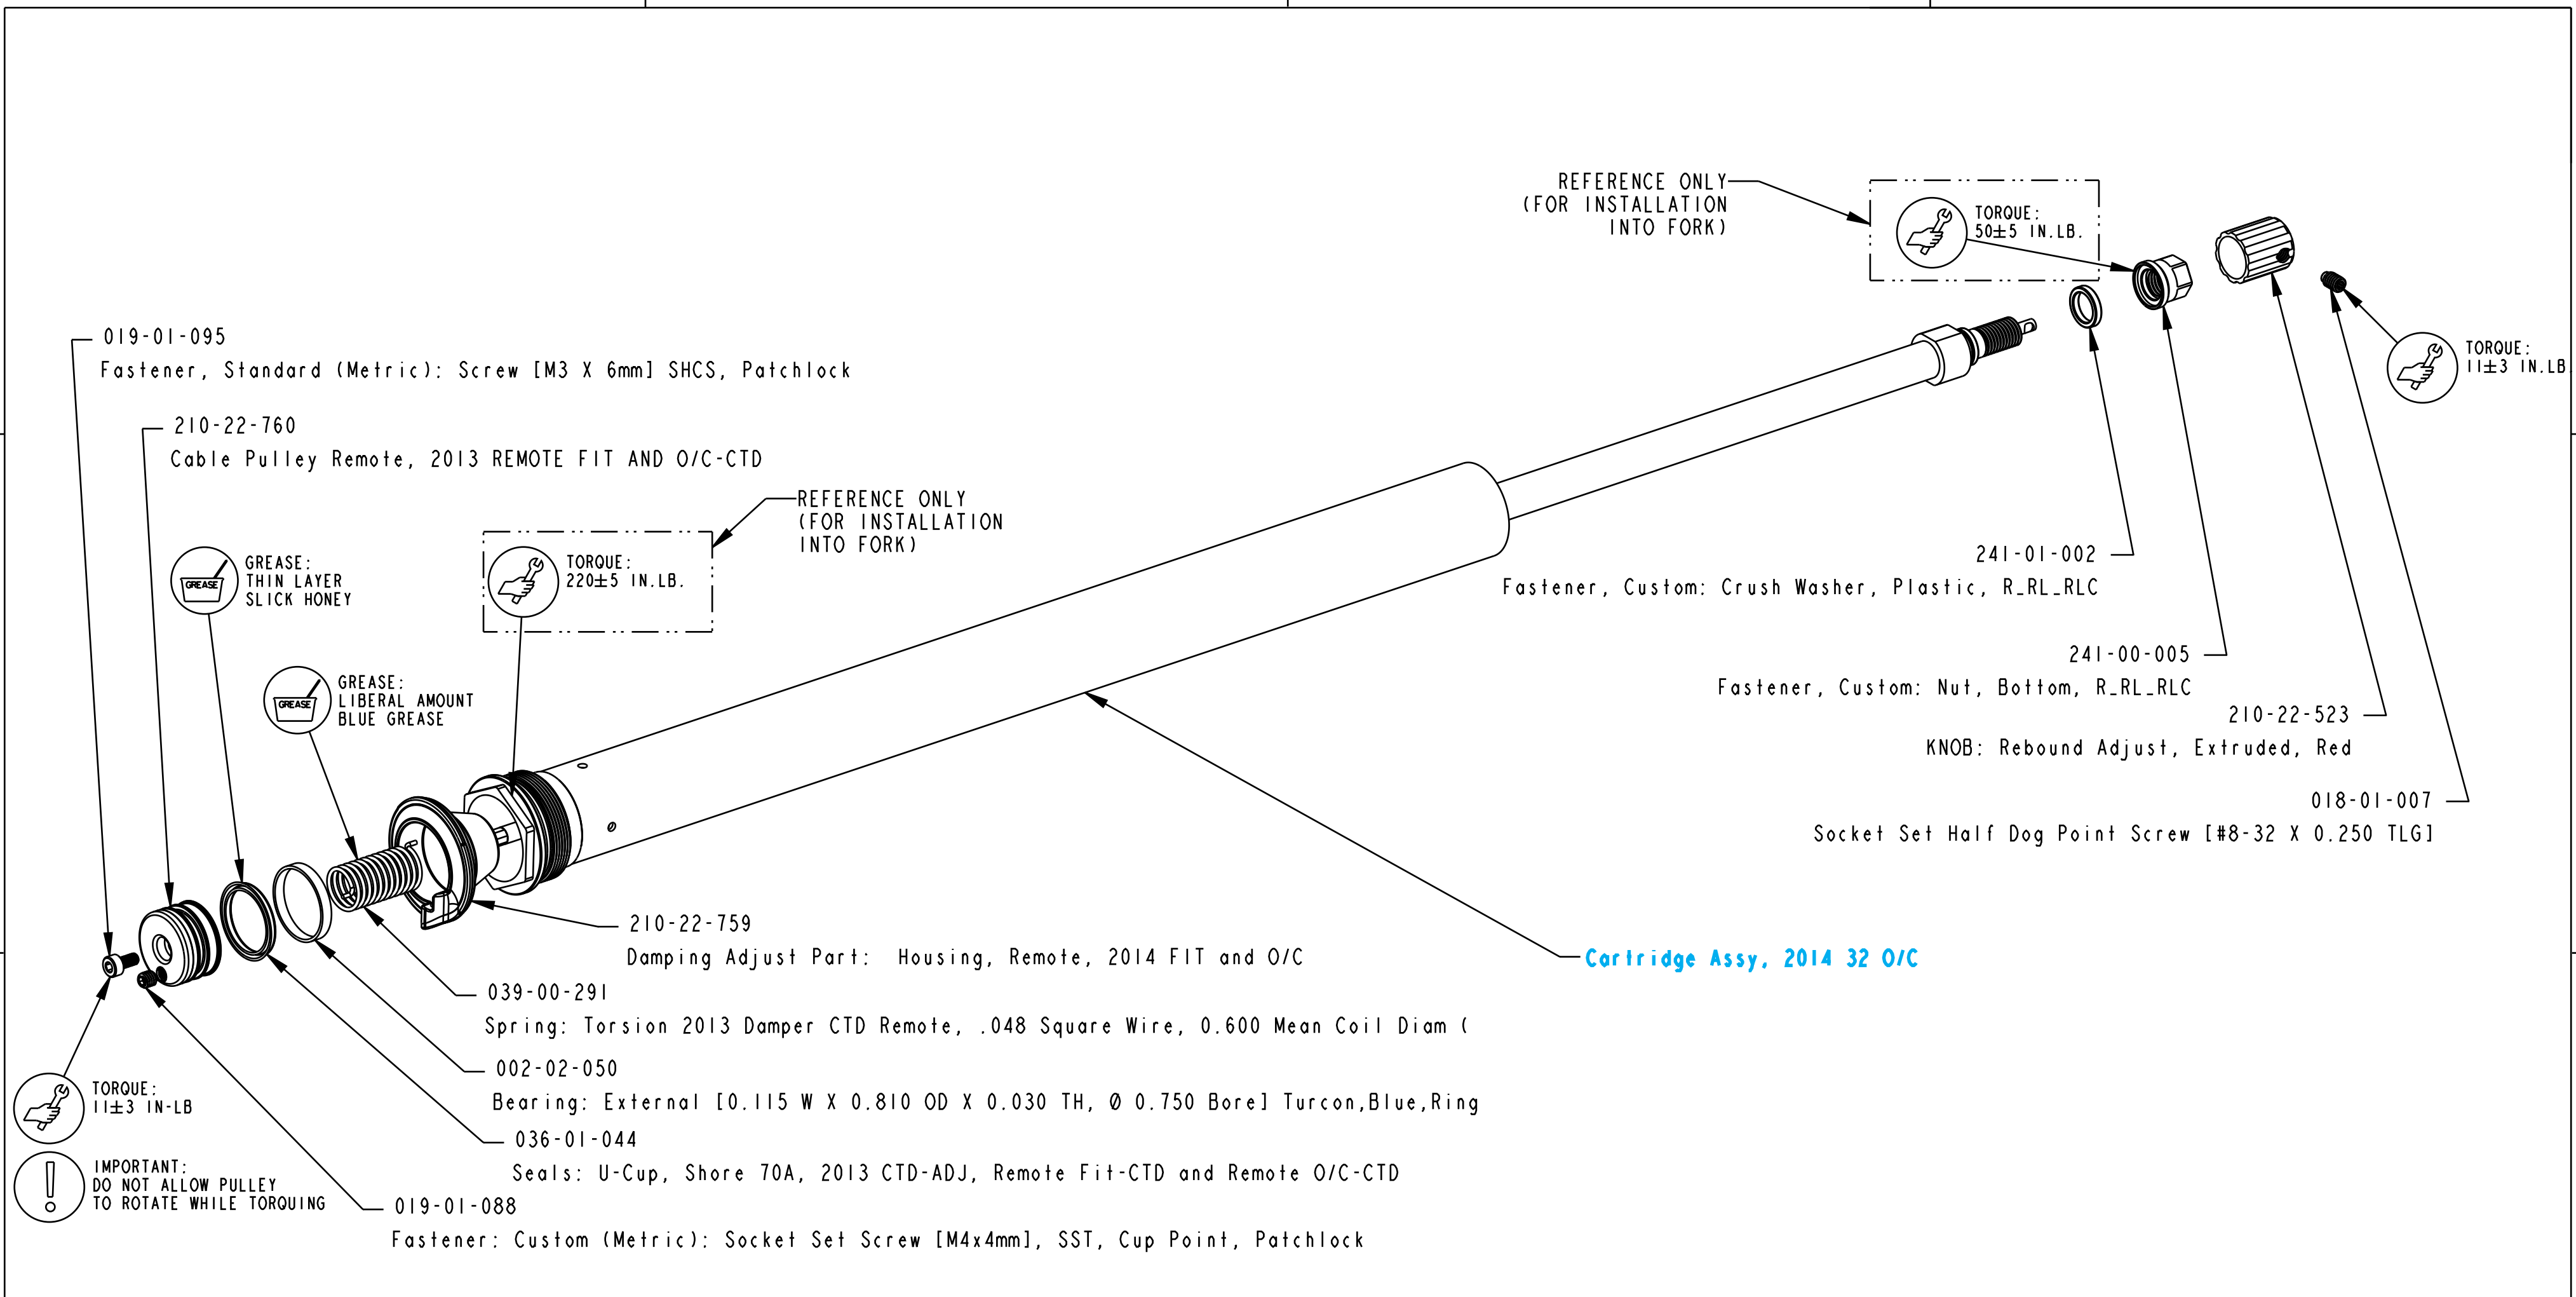 REFERENCE ONLY
(FOR INSTALLATION
INTO FORK)
TORQUE:
50±5 IN.LB.
TORQUE:
11±3 IN.LB.
019-01-095
Fastener, Standard (Metric): Screw [M3 X 6mm] SHCS, Patchlock
210-22-760
Cable Pulley Remote, 2013 REMOTE FIT AND O/C-CTD
REFERENCE ONLY
(FOR INSTALLATION
INTO FORK)
TORQUE:
220±5 IN.LB.
GREASE
GREASE:
THIN LAYER
SLICK HONEY
GREASE
GREASE:
LIBERAL AMOUNT
BLUE GREASE
241-01-002
Fastener, Custom: Crush Washer, Plastic, R_RL_RLC
241-00-005
Fastener, Custom: Nut, Bottom, R_RL_RLC
210-22-523
KNOB: Rebound Adjust, Extruded, Red
018-01-007
Socket Set Half Dog Point Screw [#8-32 X 0.250 TLG]
210-22-759
Damping Adjust Part: Housing, Remote, 2014 FIT and O/C
Cartridge Assy, 2014 32 O/C
039-00-291
Spring: Torsion 2013 Damper CTD Remote, .048 Square Wire, 0.600 Mean Coil Diam (
002-02-050
Bearing: External [0.115 W X 0.810 OD X 0.030 TH, Ø 0.750 Bore] Turcon,Blue,Ring
036-01-044
Seals: U-Cup, Shore 70A, 2013 CTD-ADJ, Remote Fit-CTD and Remote O/C-CTD
019-01-088
Fastener: Custom (Metric): Socket Set Screw [M4x4mm], SST, Cup Point, Patchlock
TORQUE:
11±3 IN-LB
IMPORTANT:
DO NOT ALLOW PULLEY
TO ROTATE WHILE TORQUING